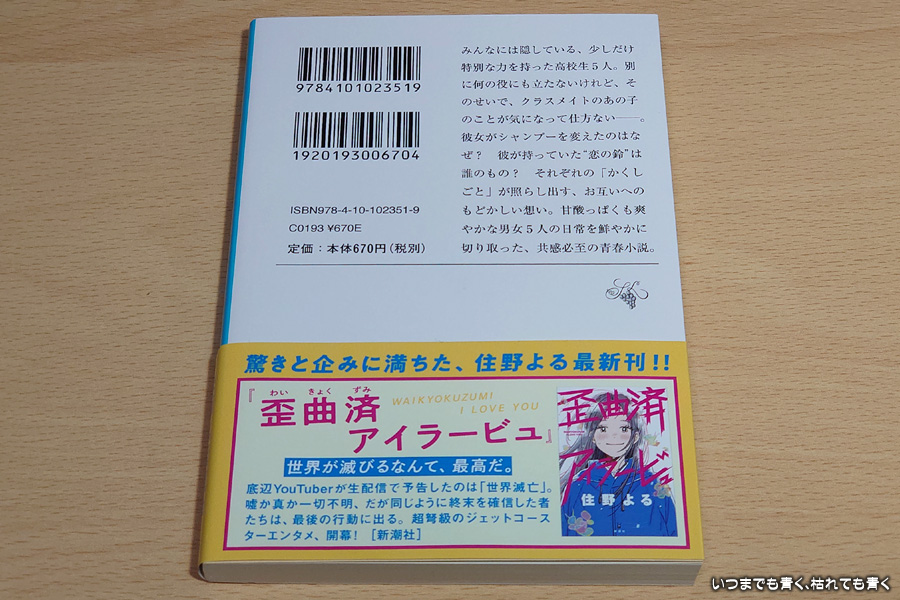 9784101023519
1920193006704
ISBN978-4-10-102351-9
C0193 ¥670E
定価：本体670円（税別）
みんなには隠している、少しだけ
特別な力を持った高校生５人。別
に何の役にも立たないけれど、そ
のせいで、クラスメイトのあの子
のことが気になって仕方ない――。
彼女がシャンプーを変えたのはな
ぜ？　彼が持っていた“恋の鈴”は
誰のもの？　それぞれの「かくし
ごと」が照らし出す、お互いへの
もどかしい想い。甘酸っぱくも爽
やかな男女５人の日常を鮮やかに
切り取った、共感必至の青春小説。
驚きと企みに満ちた、住野よる最新刊!!
わい きょく ずみ
『歪曲済
アイラービュ』
WAIKYOKUZUMI
I LOVE YOU
世界が滅びるなんて、最高だ。
底辺YouTuberが生配信で予告したのは「世界滅亡」。
嘘か真か一切不明、だが同じように終末を確信した者
たちは、最後の行動に出る。超弩級のジェットコース
ターエンタメ、開幕！［新潮社］
歪曲済
アイラービュ
住野よる
いつまでも青く、枯れても青く